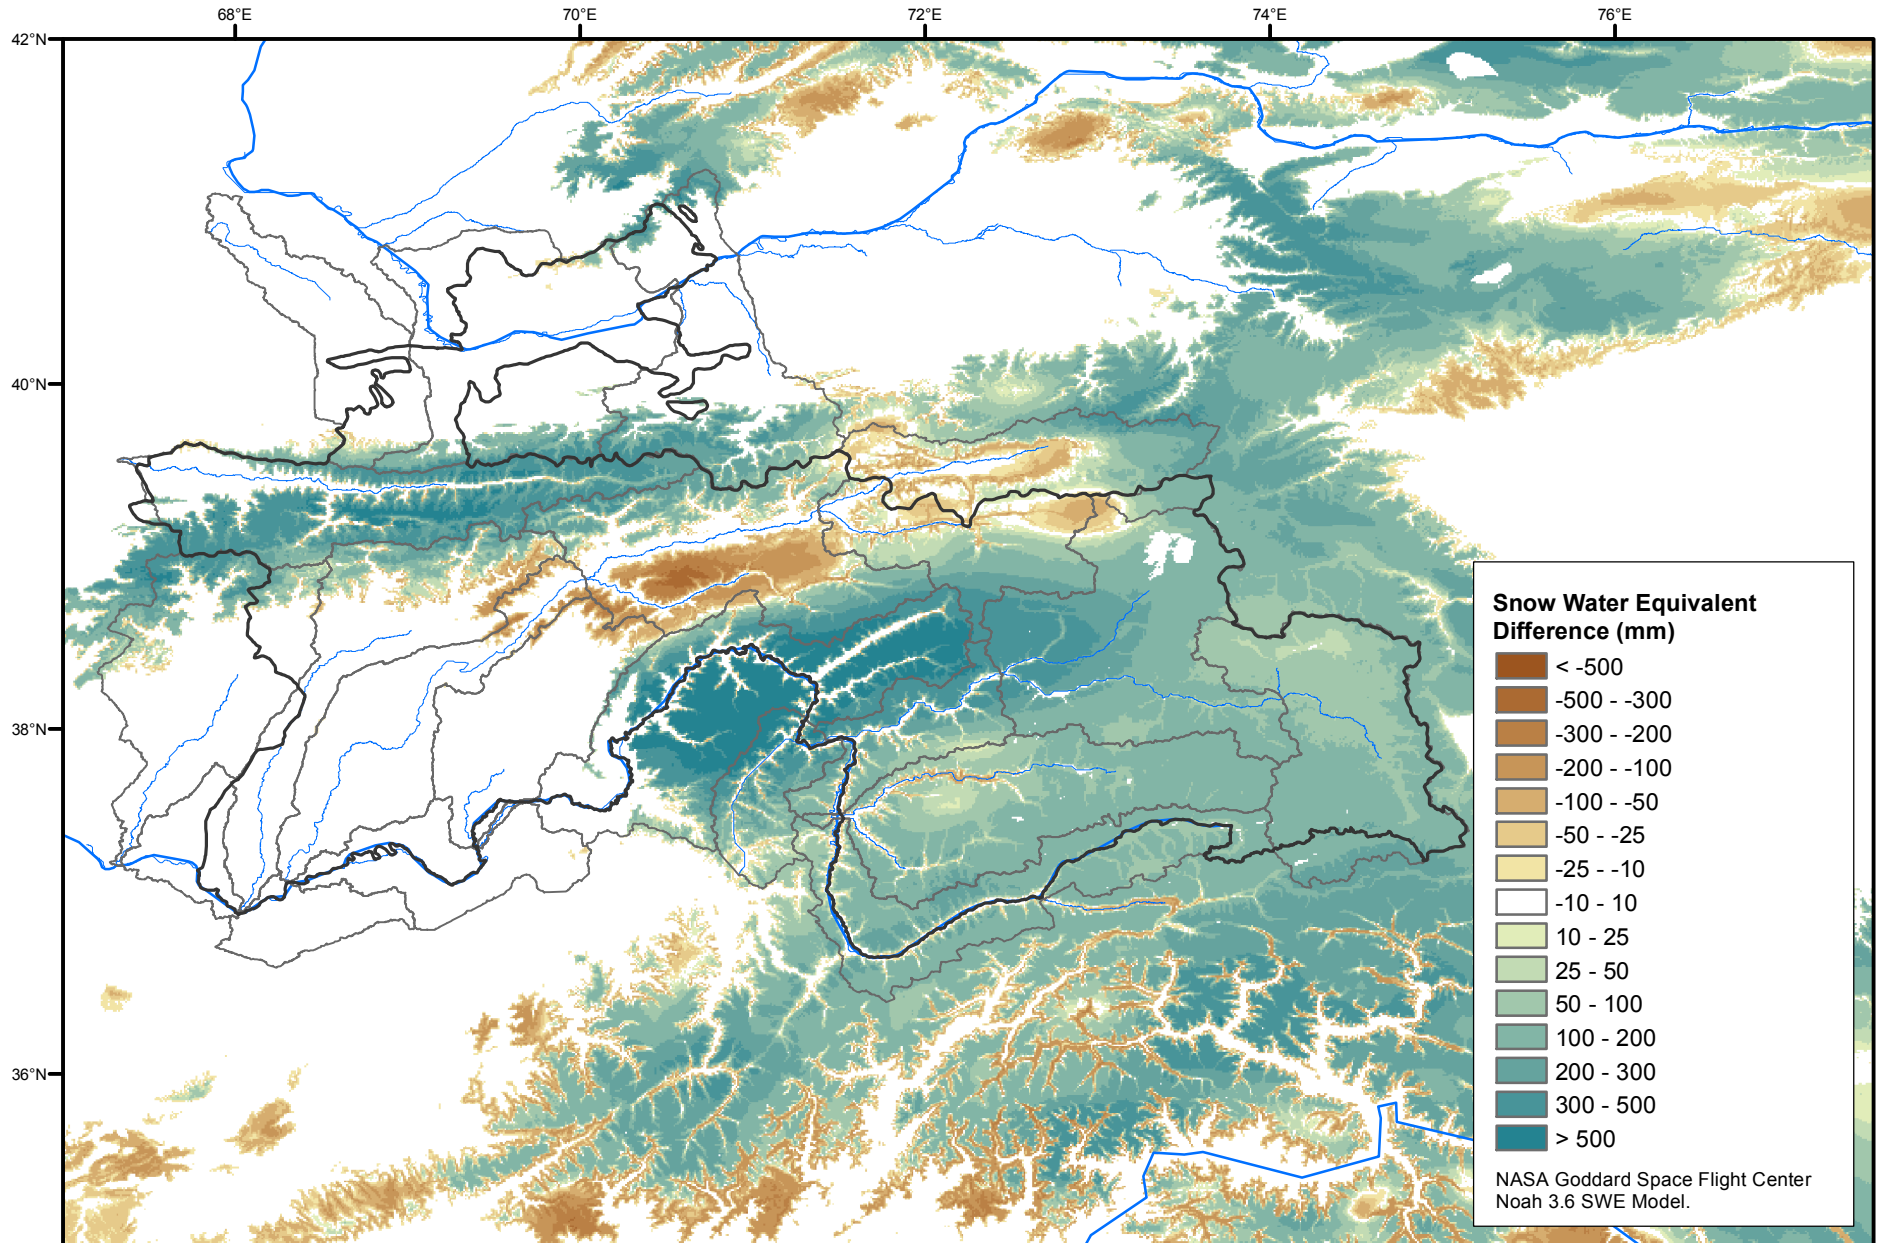 68°E 70°E 72°E 74°E 76°E
42°N
40°N
38°N
36°N
Snow Water Equivalent
Difference (mm)
< -500
-500 - -300
-300 - -200
-200 - -100
-100 - -50
-50 - -25
-25 - -10
-10 - 10
10 - 25
25 - 50
50 - 100
100 - 200
200 - 300
300 - 500
> 500
NASA Goddard Space Flight Center
Noah 3.6 SWE Model.